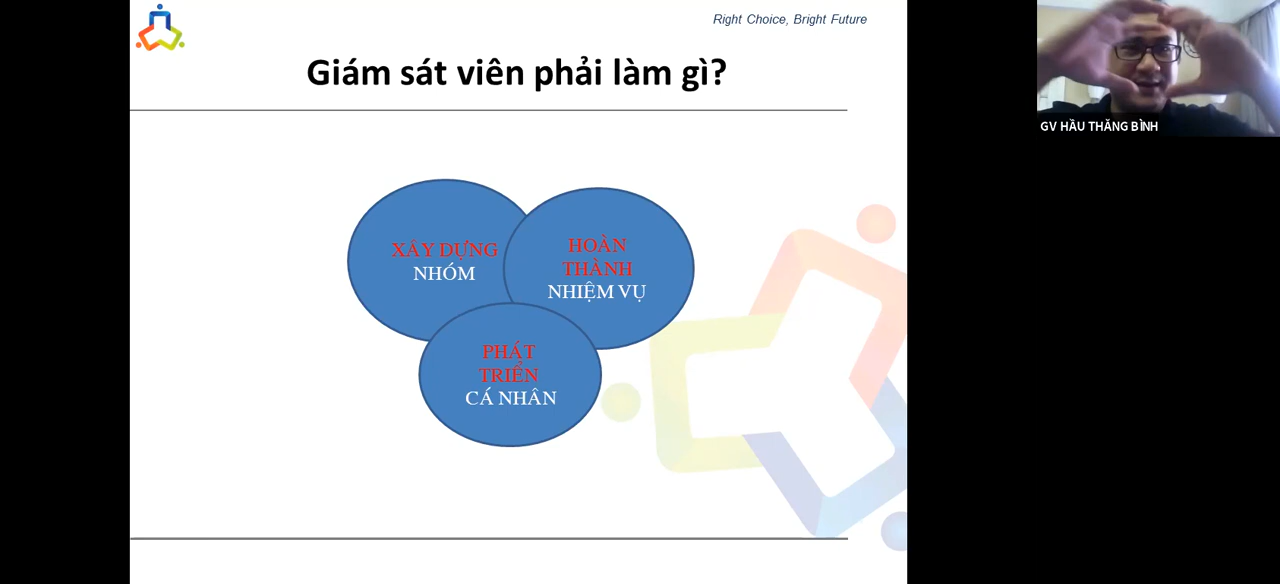 Right Choice, Bright Future
Giám sát viên phải làm gì?
GV HẦU THĂNG BÌNH
XÂY DỰNG
NHÓM
HOÀN
THÀNH
NHIỆM VỤ
PHÁT
TRIỂN
CÁ NHÂN